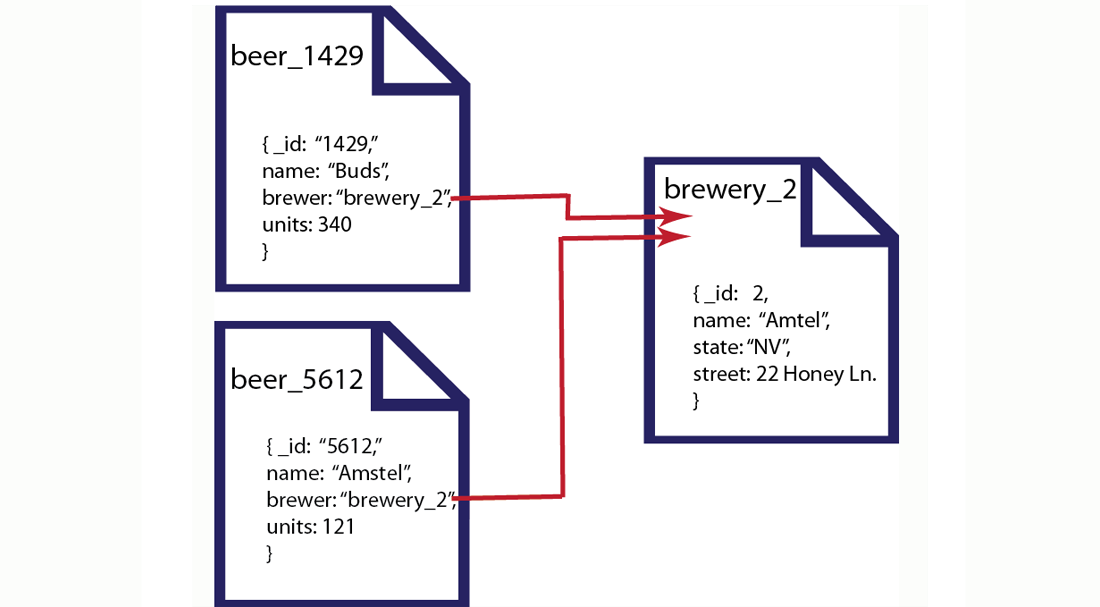 beer_1429
{ _id: “1429,”
name: “Buds”,
brewer: “brewery_2”,
units: 340
}
brewery_2
{ _id: 2,
name: “Amtel”,
state: “NV”,
street: 22 Honey Ln.
}
beer_5612
{ _id: “5612,”
name: “Amstel”,
brewer: “brewery_2”,
units: 121
}